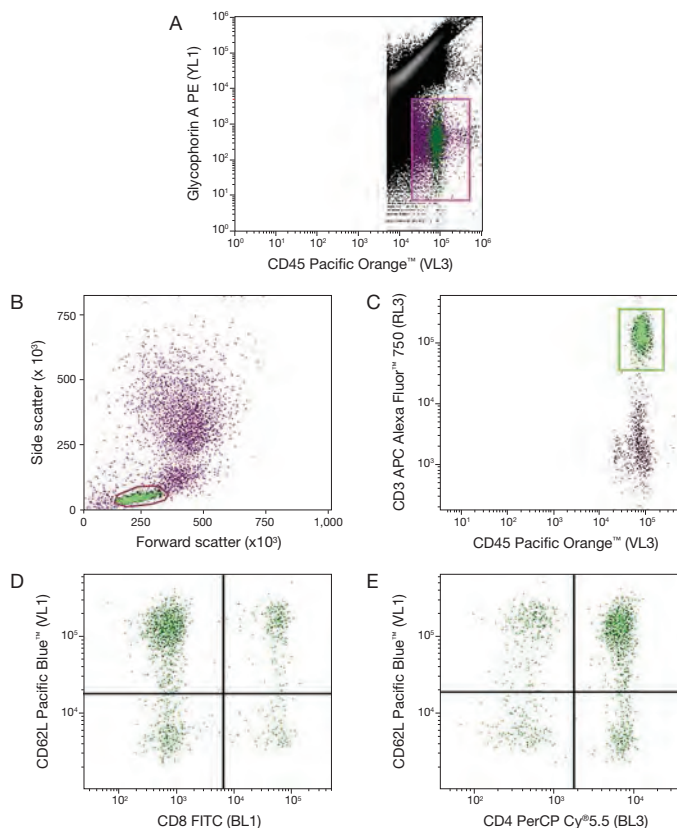 A
Glycophorin A PE (YL1)
10⁶
10⁵
10⁴
10³
10²
10¹
10⁰
10⁰ 10¹ 10² 10³ 10⁴ 10⁵ 10⁶
CD45 Pacific Orange™ (VL3)
B
Side scatter (x 10³)
750
500
250
0
0 250 500 750 1,000
Forward scatter (x10³)
C
CD3 APC Alexa Fluor™ 750 (RL3)
10⁵
10⁴
10³
10¹ 10² 10³ 10⁴ 10⁵
CD45 Pacific Orange™ (VL3)
D
CD62L Pacific Blue™ (VL1)
10⁵
10⁴
10² 10³ 10⁴ 10⁵
CD8 FITC (BL1)
E
CD62L Pacific Blue™ (VL1)
10⁵
10⁴
10² 10³ 10⁴
CD4 PerCP Cy®5.5 (BL3)